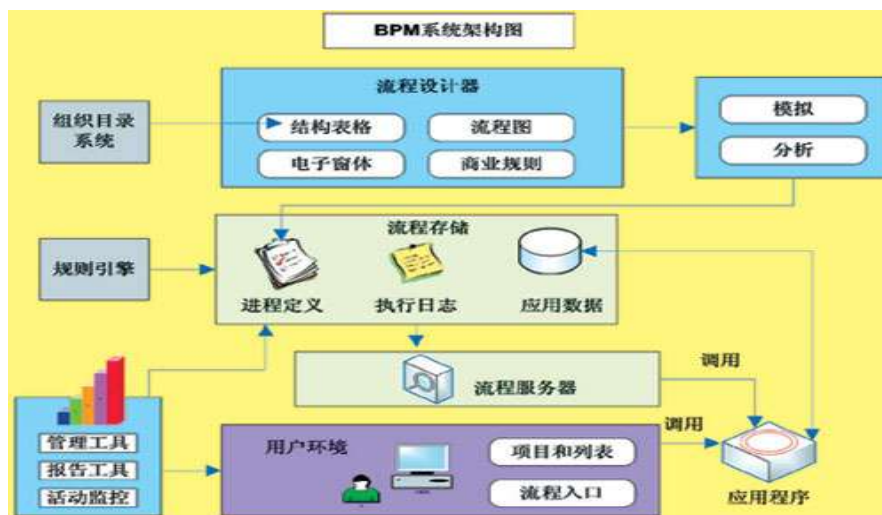 BPM系统架构图
流程设计器
组织目录
系统
结构表格
流程图
电子窗体
商业规则
模拟
分析
流程存储
规则引擎
进程定义
执行日志
应用数据
流程服务器
调用
管理工具
报告工具
活动监控
用户环境
项目和列表
流程入口
调用
应用程序